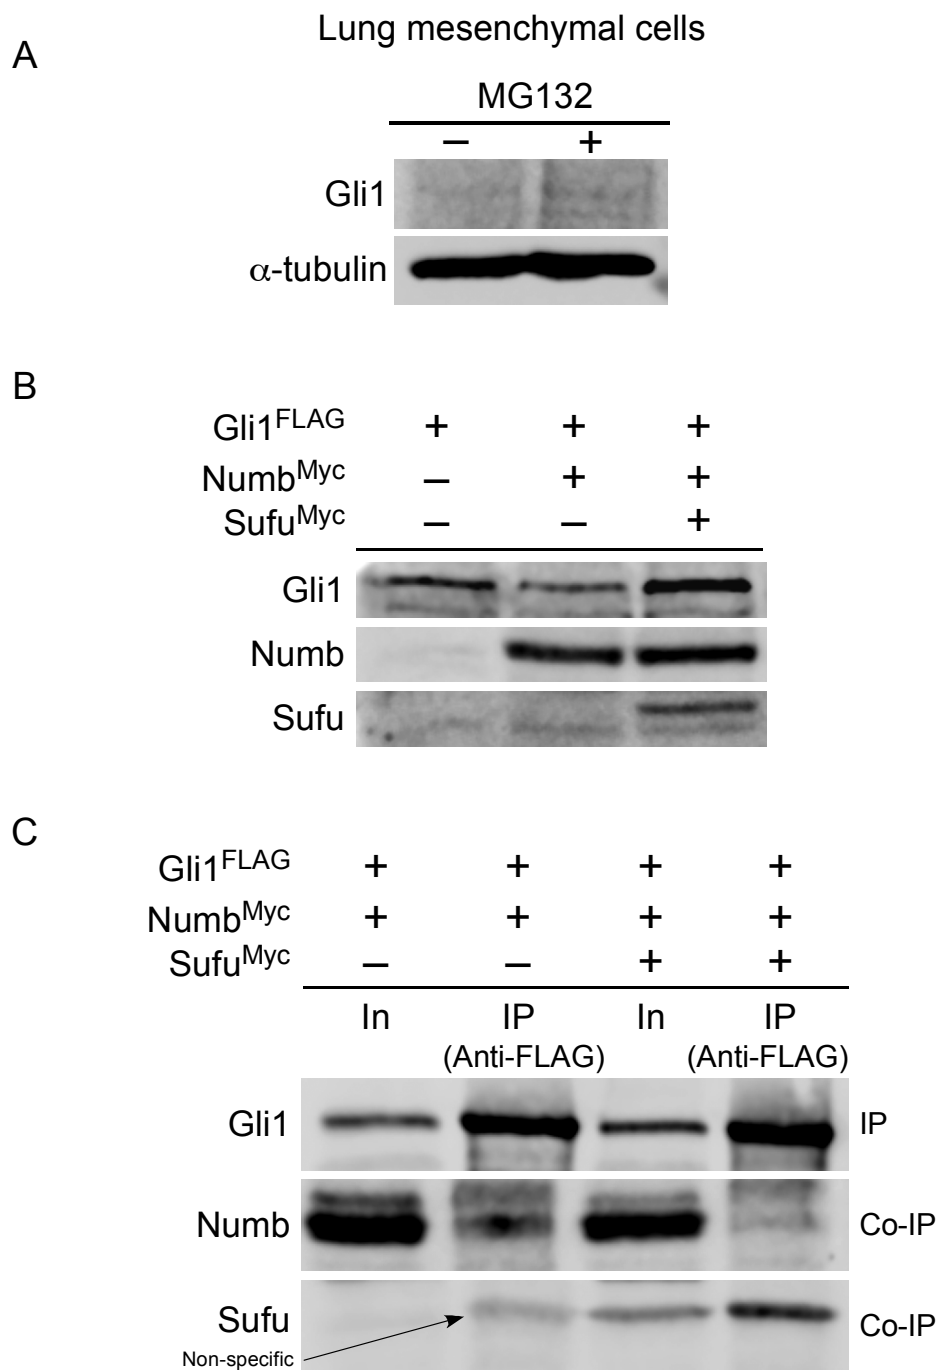 Lung mesenchymal cells
A
MG132
– +
Gli1
α-tubulin
B
Gli1FLAG + + +
NumbMyc – + +
SufuMyc – – +
Gli1
Numb
Sufu
C
Gli1FLAG + + + +
NumbMyc + + + +
SufuMyc – – + +
In IP In IP
(Anti-FLAG) (Anti-FLAG)
Gli1 IP
Numb Co-IP
Sufu Co-IP
Non-specific